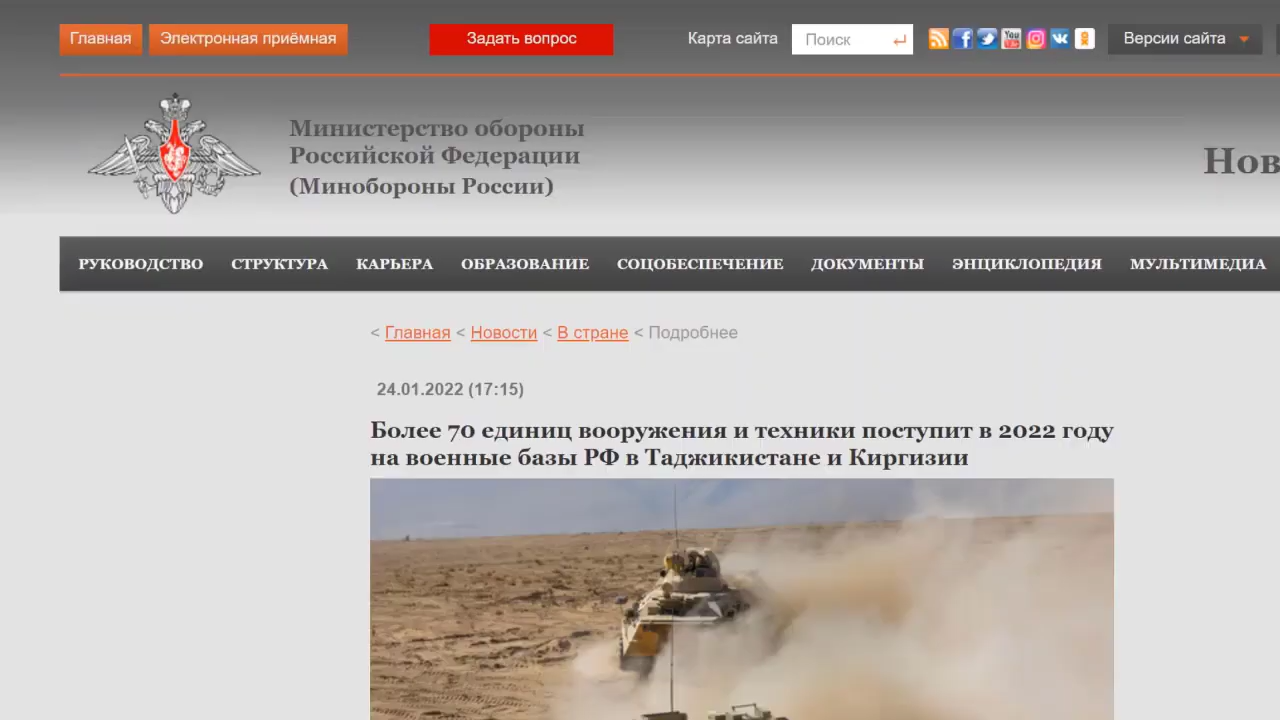 Главная
Электронная приёмная
Задать вопрос
Карта сайта
Поиск
Версии сайта
Министерство обороны
Российской Федерации
(Минобороны России)
Нов
РУКОВОДСТВО СТРУКТУРА КАРЬЕРА ОБРАЗОВАНИЕ СОЦОБЕСПЕЧЕНИЕ ДОКУМЕНТЫ ЭНЦИКЛОПЕДИЯ МУЛЬТИМЕДИА
< Главная < Новости < В стране < Подробнее
24.01.2022 (17:15)
Более 70 единиц вооружения и техники поступит в 2022 году
на военные базы РФ в Таджикистане и Киргизии